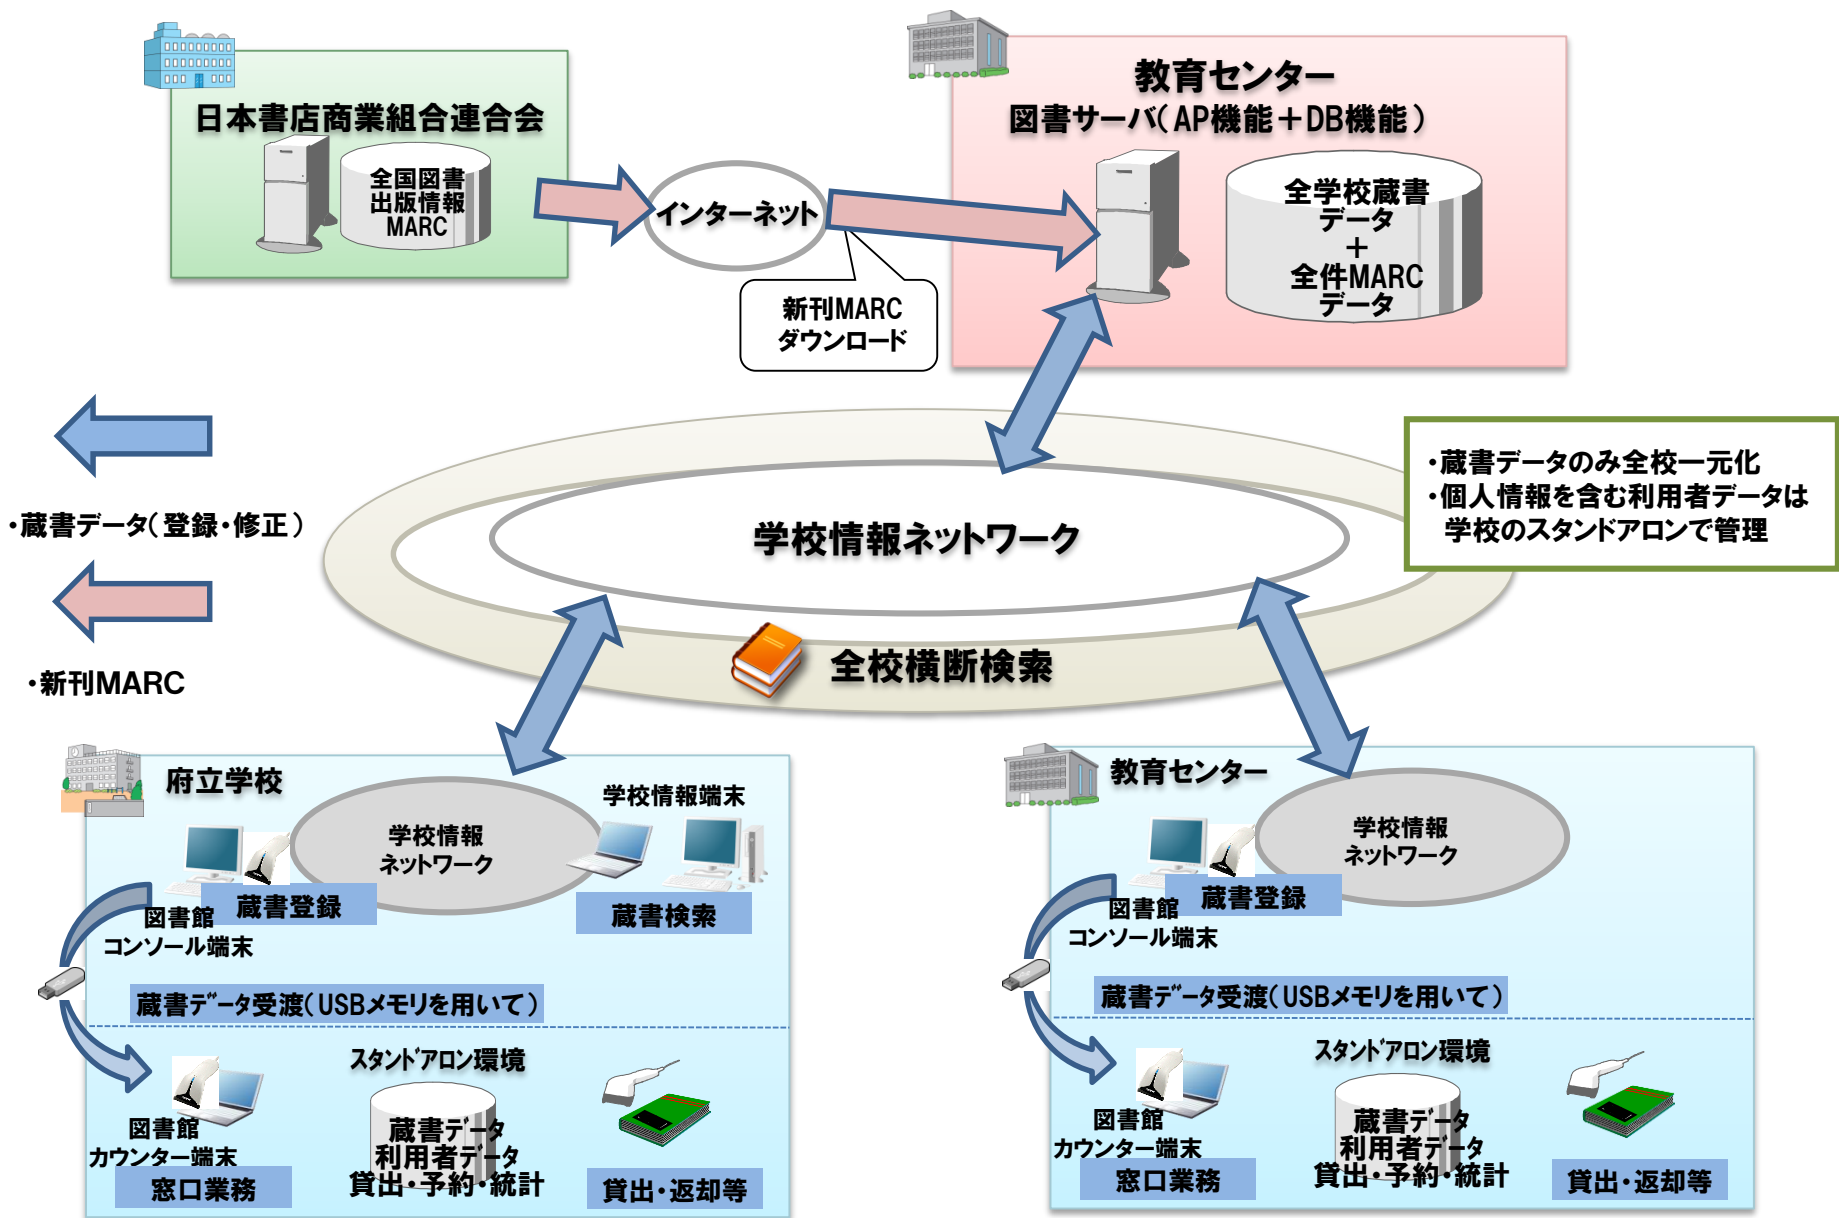 日本書店商業組合連合会
全国図書
出版情報
MARC
インターネット
新刊MARC
ダウンロード
教育センター
図書サーバ(AP機能+DB機能)
全学校蔵書
データ
+
全件MARC
データ
・蔵書データ(登録・修正)
・新刊MARC
・蔵書データのみ全校一元化
・個人情報を含む利用者データは
学校のスタンドアロンで管理
学校情報ネットワーク
全校横断検索
府立学校
学校情報
ネットワーク
学校情報端末
蔵書登録
蔵書検索
図書館
コンソール端末
蔵書データ受渡(USBメモリを用いて)
スタンドアロン環境
図書館
カウンター端末
窓口業務
蔵書データ
利用者データ
貸出・予約・統計
貸出・返却等
教育センター
学校情報
ネットワーク
蔵書登録
図書館
コンソール端末
蔵書データ受渡(USBメモリを用いて)
スタンドアロン環境
図書館
カウンター端末
窓口業務
蔵書データ
利用者データ
貸出・予約・統計
貸出・返却等